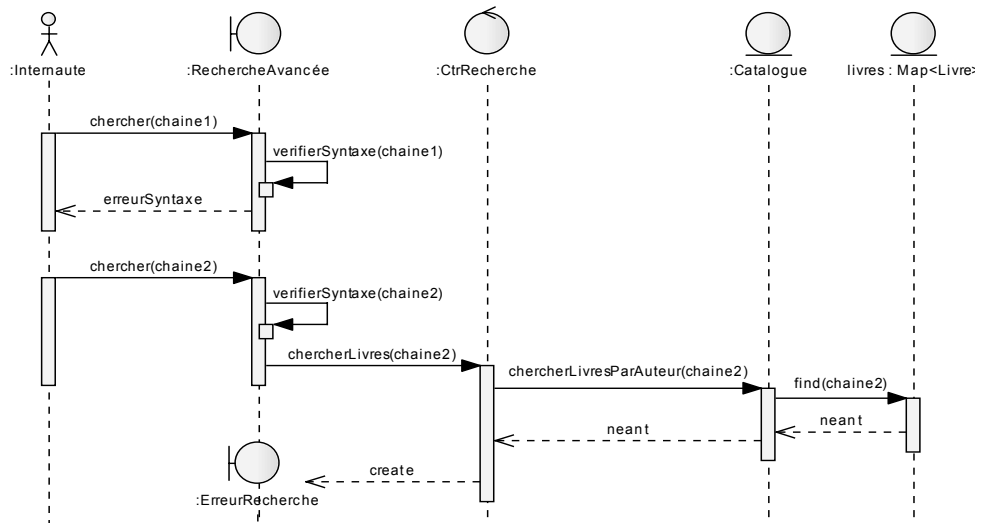 :Internaute
:RechercheAvancée
:CtrRecherche
:Catalogue
livres : Map<Livre>
chercher(chaine1)
verifierSyntaxe(chaine1)
erreurSyntaxe
chercher(chaine2)
verifierSyntaxe(chaine2)
chercherLivres(chaine2)
chercherLivresParAuteur(chaine2)
find(chaine2)
neant
neant
create
:ErreurRecherche